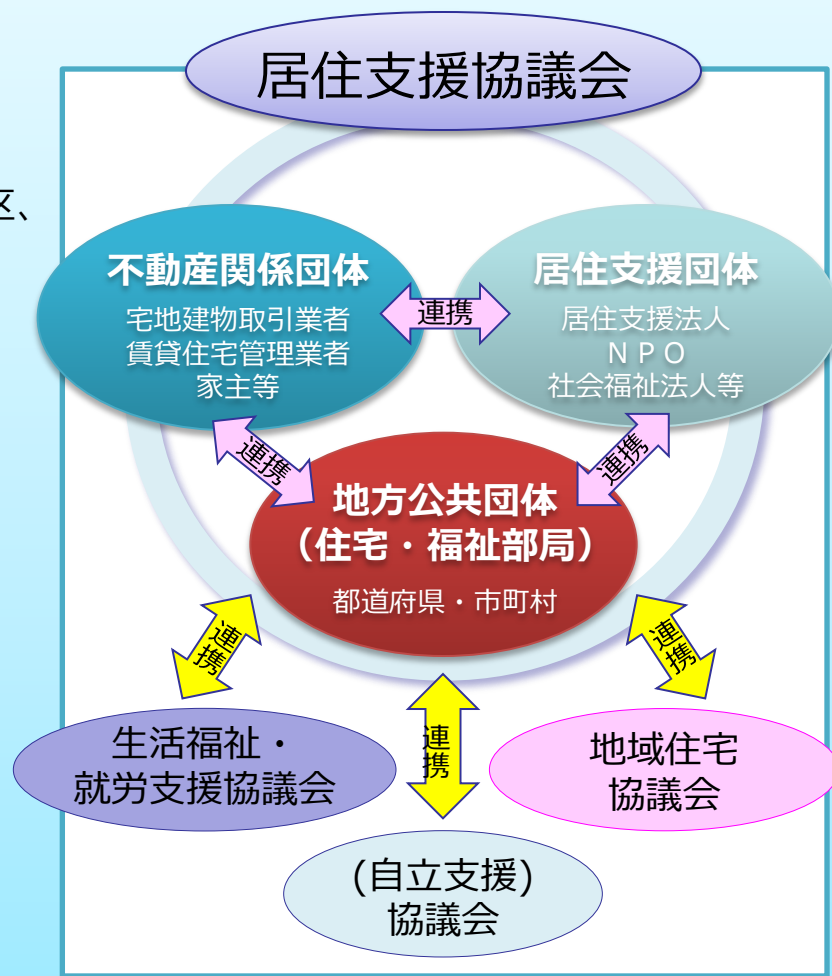 居住支援協議会
区、
不動産関係団体
宅地建物取引業者
賃貸住宅管理業者
家主等
連携
居住支援団体
居住支援法人
ＮＰＯ
社会福祉法人等
連携
連携
地方公共団体
（住宅・福祉部局）
都道府県・市町村
連携
連携
連携
生活福祉・
就労支援協議会
地域住宅
協議会
(自立支援)
協議会